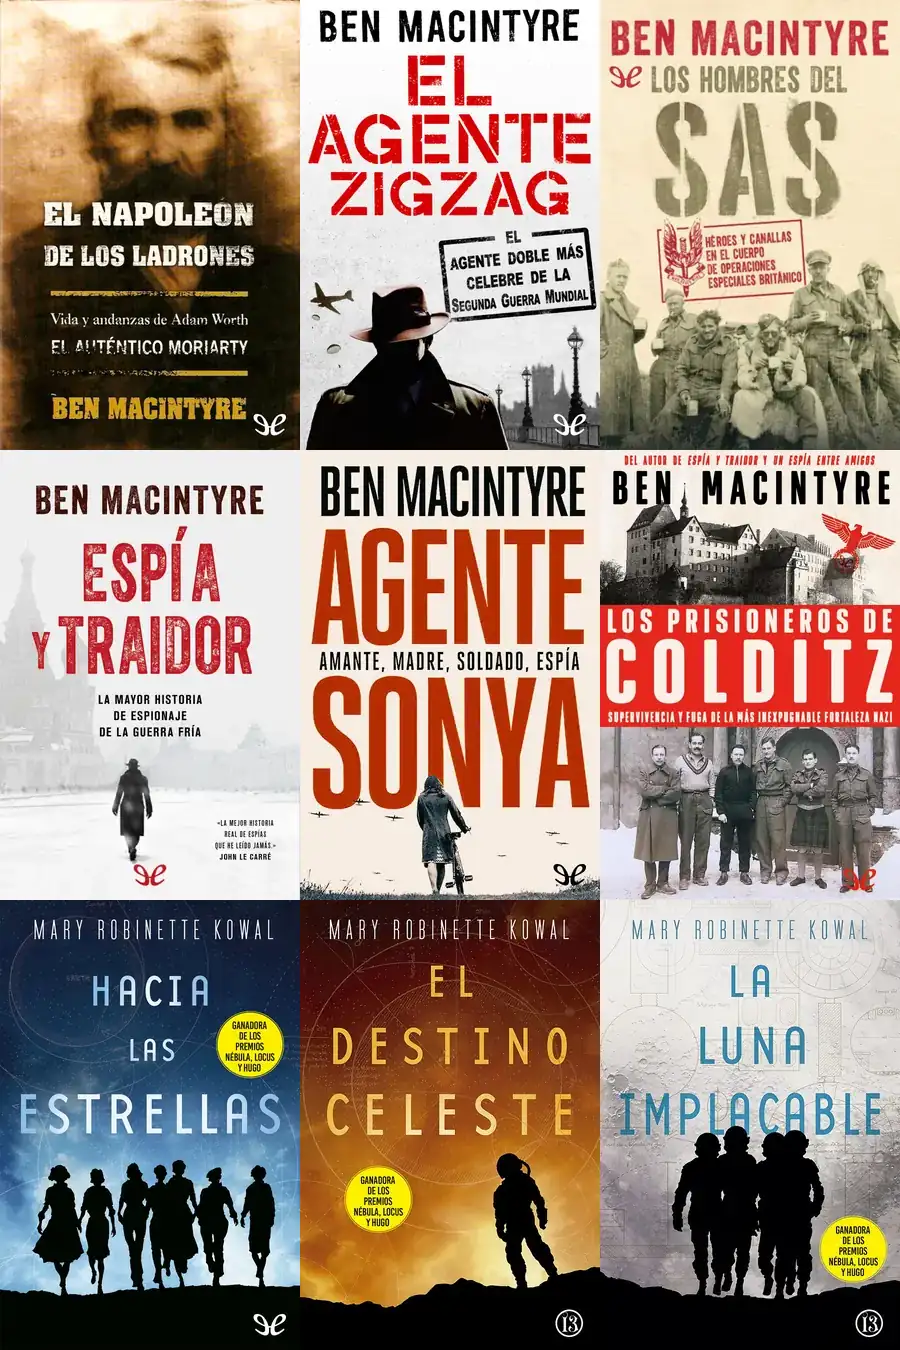 EL NAPOLEÓN
DE LOS LADRONES
Vida y andanzas de Adam Worth
EL AUTÉNTICO MORIARTY
BEN MACINTYRE
BEN MACINTYRE
EL
AGENTE
ZIGZAG
EL
AGENTE DOBLE MÁS
CELEBRE DE LA
SEGUNDA GUERRA MUNDIAL
BEN MACINTYRE
LOS HOMBRES DEL
SAS
HÉROES Y CANALLAS
EN EL CUERPO
DE OPERACIONES
ESPECIALES BRITÁNICO
BEN MACINTYRE
ESPÍA
Y TRAIDOR
LA MAYOR HISTORIA
DE ESPIONAJE
DE LA GUERRA FRÍA
«LA MEJOR HISTORIA
REAL DE ESPÍAS
QUE HE LEÍDO JAMÁS.»
JOHN LE CARRÉ
BEN MACINTYRE
AGENTE
AMANTE, MADRE, SOLDADO, ESPÍA
SONYA
DEL AUTOR DE ESPÍA Y TRAIDOR Y UN ESPÍA ENTRE AMIGOS
BEN MACINTYRE
LOS PRISIONEROS DE
COLDITZ
SUPERVIVENCIA Y FUGA DE LA MÁS INEXPUGNABLE FORTALEZA NAZI
MARY ROBINETTE KOWAL
HACIA
LAS
ESTRELLAS
GANADORA
DE LOS
PREMIOS
NÉBULA, LOCUS
Y HUGO
MARY ROBINETTE KOWAL
EL
DESTINO
CELESTE
GANADORA
DE LOS
PREMIOS
NÉBULA, LOCUS
Y HUGO
13
MARY ROBINETTE KOWAL
LA
LUNA
IMPLACABLE
GANADORA
DE LOS
PREMIOS
NÉBULA, LOCUS
Y HUGO
13